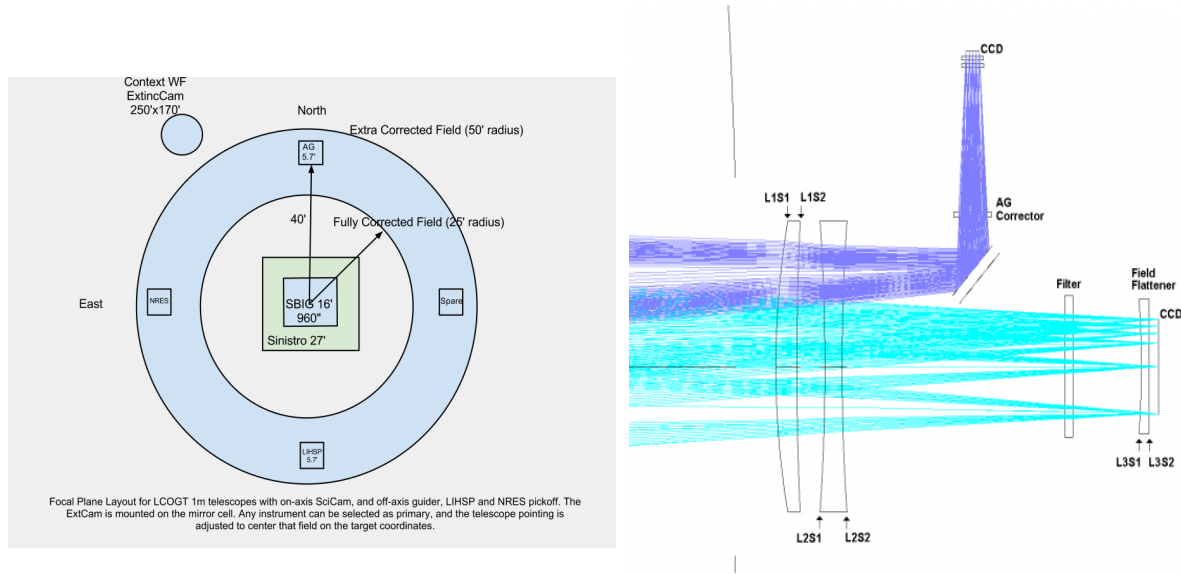 Context WF
ExtincCam
250'x170'
North
Extra Corrected Field (50' radius)
AG
5.7'
40'
Fully Corrected Field (25' radius)
East
NRES
SBIG 16'
960"
Spare
Sinistro 27'
LIHSP
5.7'
Focal Plane Layout for LCOGT 1m telescopes with on-axis SciCam, and off-axis guider, LIHSP and NRES pickoff. The
ExtCam is mounted on the mirror cell. Any instrument can be selected as primary, and the telescope pointing is
adjusted to center that field on the target coordinates.
CCD
L1S1 L1S2
AG
Corrector
Filter
Field
Flattener
CCD
L3S1 L3S2
L2S1 L2S2